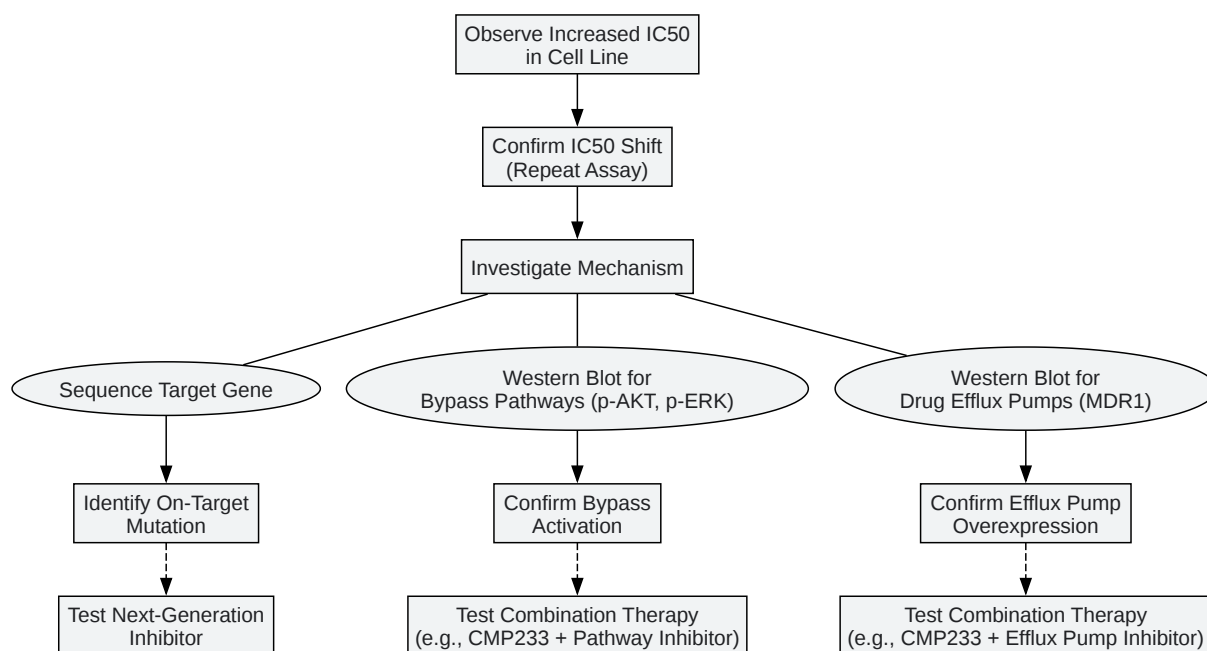 Observe Increased IC50
in Cell Line
Confirm IC50 Shift
(Repeat Assay)
Investigate Mechanism
Sequence Target Gene
Western Blot for
Bypass Pathways (p-AKT, p-ERK)
Western Blot for
Drug Efflux Pumps (MDR1)
Identify On-Target
Mutation
Confirm Bypass
Activation
Confirm Efflux Pump
Overexpression
Test Next-Generation
Inhibitor
Test Combination Therapy
(e.g., CMP233 + Pathway Inhibitor)
Test Combination Therapy
(e.g., CMP233 + Efflux Pump Inhibitor)